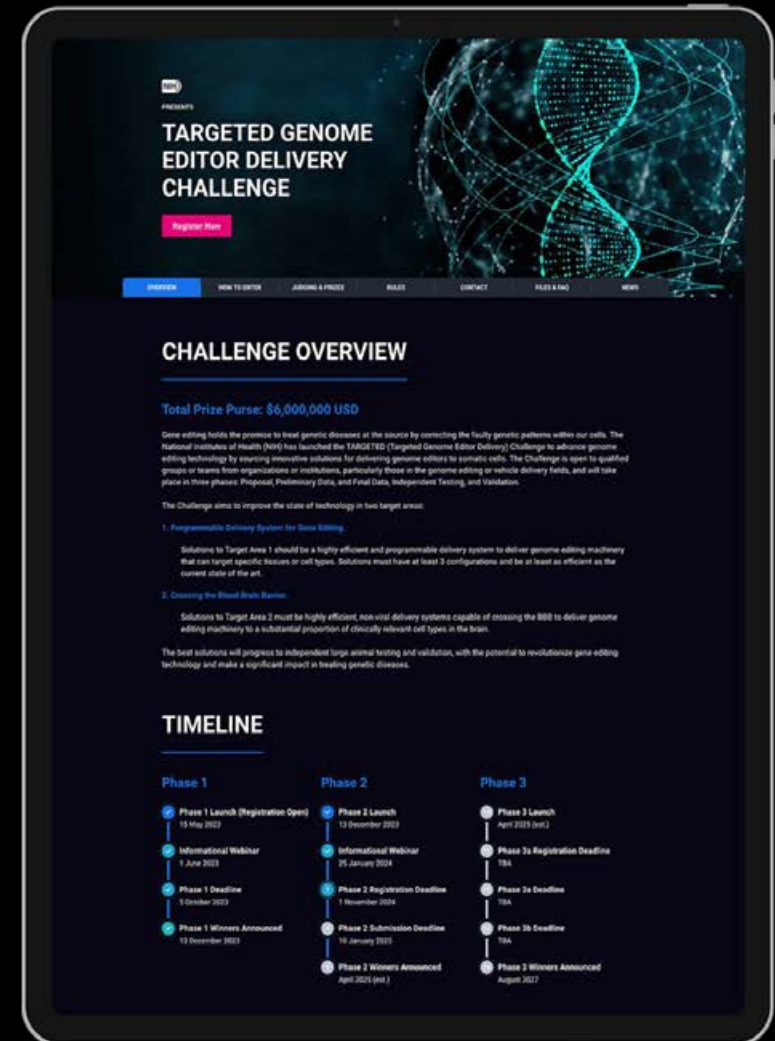 NIH
PRESENTS
TARGETED GENOME
EDITOR DELIVERY
CHALLENGE
Register Now
OVERVIEW HOW TO ENTER JUDGING & PRIZES RULES CONTACT FILES & FAQ NEWS
CHALLENGE OVERVIEW
Total Prize Purse: $6,000,000 USD
Gene editing holds the promise to treat genetic diseases at the source by correcting the faulty genetic patterns within our cells. The
National Institutes of Health (NIH) has launched the TARGETED (Targeted Genome Editor Delivery) Challenge to advance genome
editing technology by sourcing innovative solutions for delivering genome editors to somatic cells. The Challenge is open to qualified
groups or teams from organizations or institutions, particularly those in the genome editing or vehicle delivery fields, and will take
place in three phases: Proposal, Preliminary Data, and Final Data, Independent Testing, and Validation.
The Challenge aims to improve the state of technology in two target areas:
1. Programmable Delivery System for Gene Editing.
Solutions to Target Area 1 should be a highly efficient and programmable delivery system to deliver genome editing machinery
that can target specific tissues or cell types. Solutions must have at least 3 configurations and be at least as efficient as the
current state of the art.
2. Crossing the Blood Brain Barrier.
Solutions to Target Area 2 must be highly efficient, non-viral delivery systems capable of crossing the BBB to deliver genome
editing machinery to a substantial proportion of clinically relevant cell types in the brain.
The best solutions will progress to independent large animal testing and validation, with the potential to revolutionize gene editing
technology and make a significant impact in treating genetic diseases.
TIMELINE
Phase 1
Phase 1 Launch (Registration Open)
15 May 2023
Informational Webinar
1 June 2023
Phase 1 Deadline
5 October 2023
Phase 1 Winners Announced
13 December 2023
Phase 2
Phase 2 Launch
13 December 2023
Informational Webinar
25 January 2024
Phase 2 Registration Deadline
1 November 2024
Phase 2 Submission Deadline
10 January 2025
Phase 2 Winners Announced
April 2025 (est.)
Phase 3
Phase 3 Launch
April 2025 (est.)
Phase 3a Registration Deadline
TBA
Phase 3a Deadline
TBA
Phase 3b Deadline
TBA
Phase 3 Winners Announced
August 2027